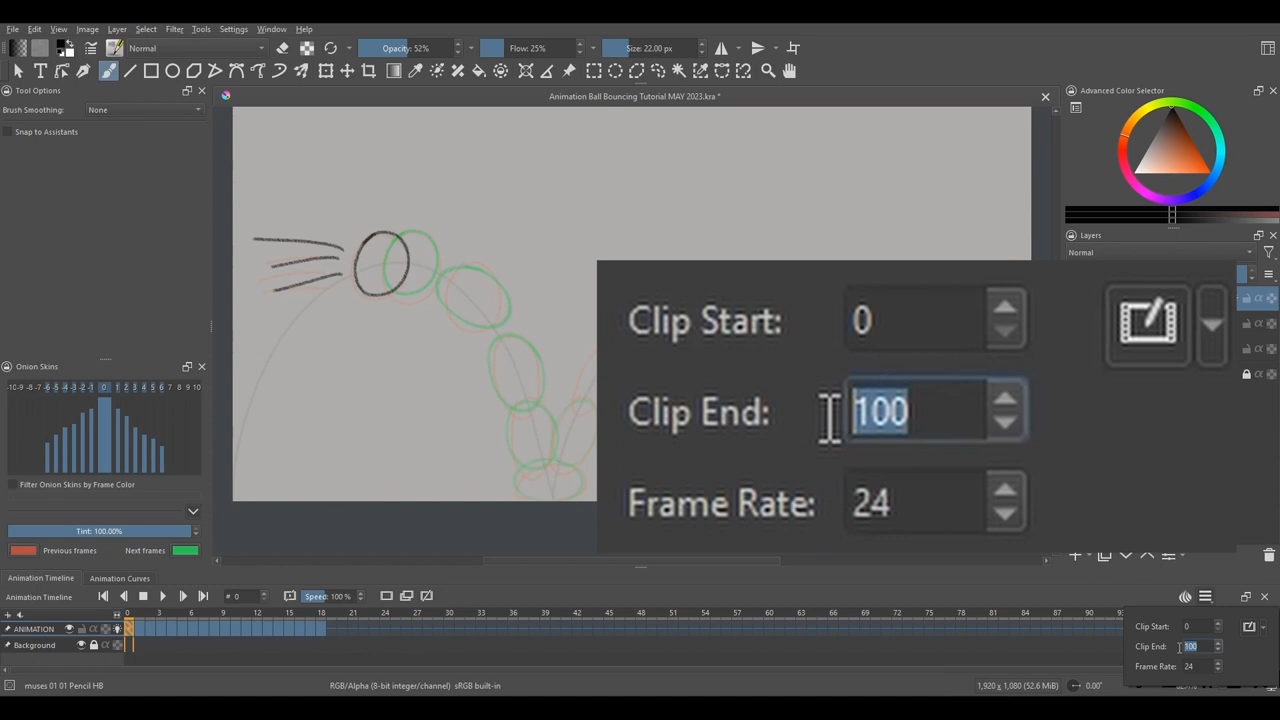 File Edit View Image Layer Select Filter Tools Settings Window Help
Normal Opacity: 52% Flow: 25% Size: 22.00 px
Tool Options
Animation Ball Bouncing Tutorial MAY 2023.kra *
Advanced Color Selector
Brush Smoothing: None
Snap to Assistants
Layers
Normal
Clip Start: 0
Clip End: 100
Frame Rate: 24
Onion Skins
-10 -9 -8 -7 -6 -5 -4 -3 -2 -1 0 1 2 3 4 5 6 7 8 9 10
Filter Onion Skins by Frame Color
Tint: 100.00%
Previous frames Next frames
Animation Timeline Animation Curves
Animation Timeline # 0 Speed: 100 %
0 3 6 9 12 15 18 21 24 27 30 33 36 39 42 45 48 51 54 57 60 63 66 69 72 75 78 81 84 87 90 93
ANIMATION
Background
Clip Start: 0
Clip End: 100
Frame Rate: 24
muses 01 01 Pencil HB RGB/Alpha (8-bit integer/channel) sRGB built-in 1,920 x 1,080 (52.6 MiB) 0.00°